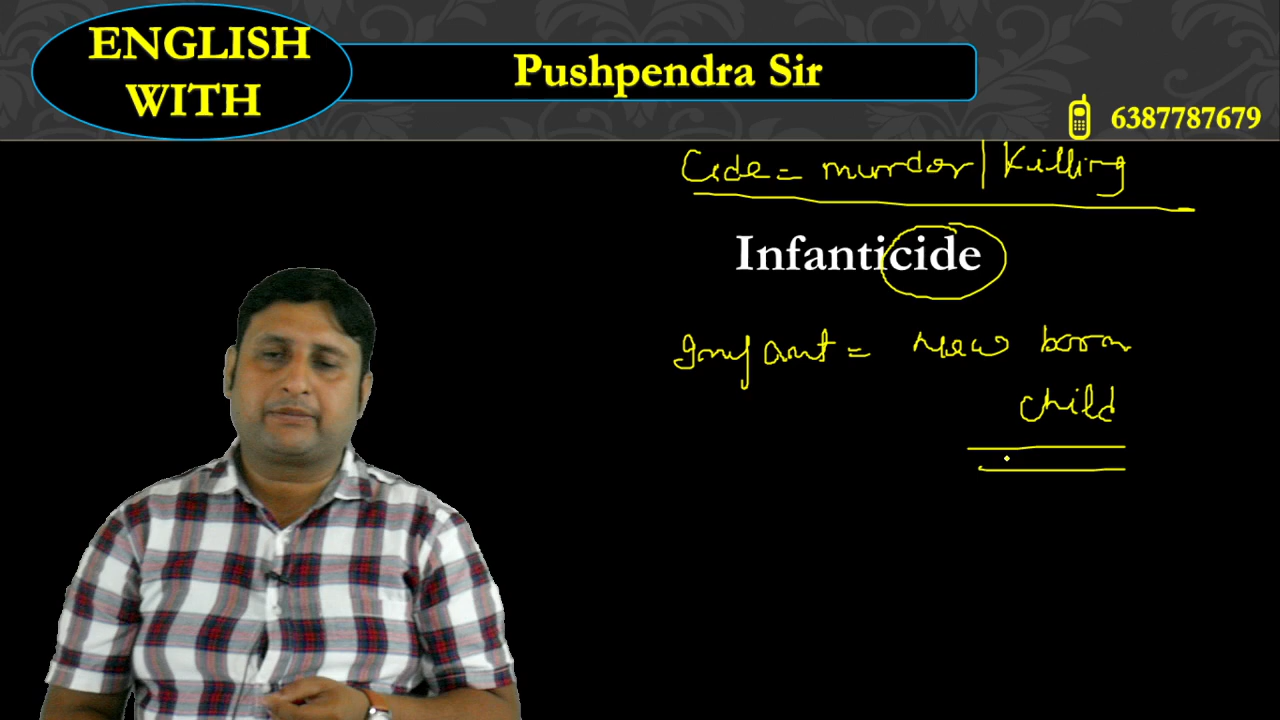 ENGLISH
WITH
Pushpendra Sir
6387787679
Cide = murder | Killing
Infanticide
Infant = New born
child